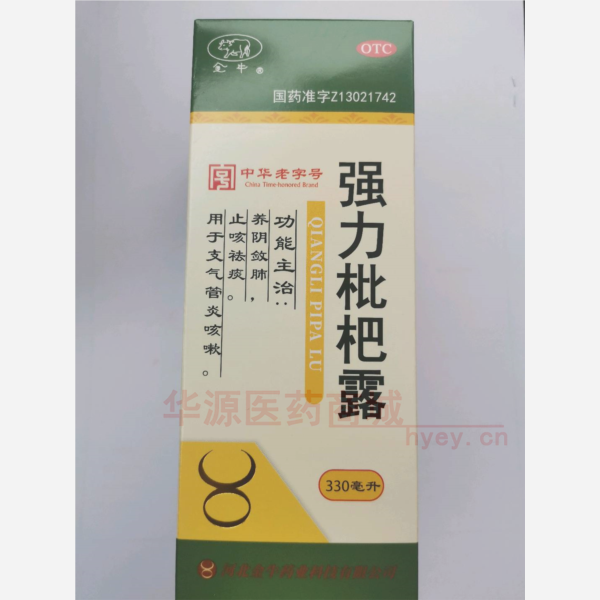 金牛®
OTC
国药准字Z13021742
中华老字号
China Time-honored Brand
强力枇杷露
QIANGLI PIPA LU
功能主治：
养阴敛肺，
止咳祛痰。
用于支气管炎咳嗽。
华源医药商城
hyey.cn
330毫升